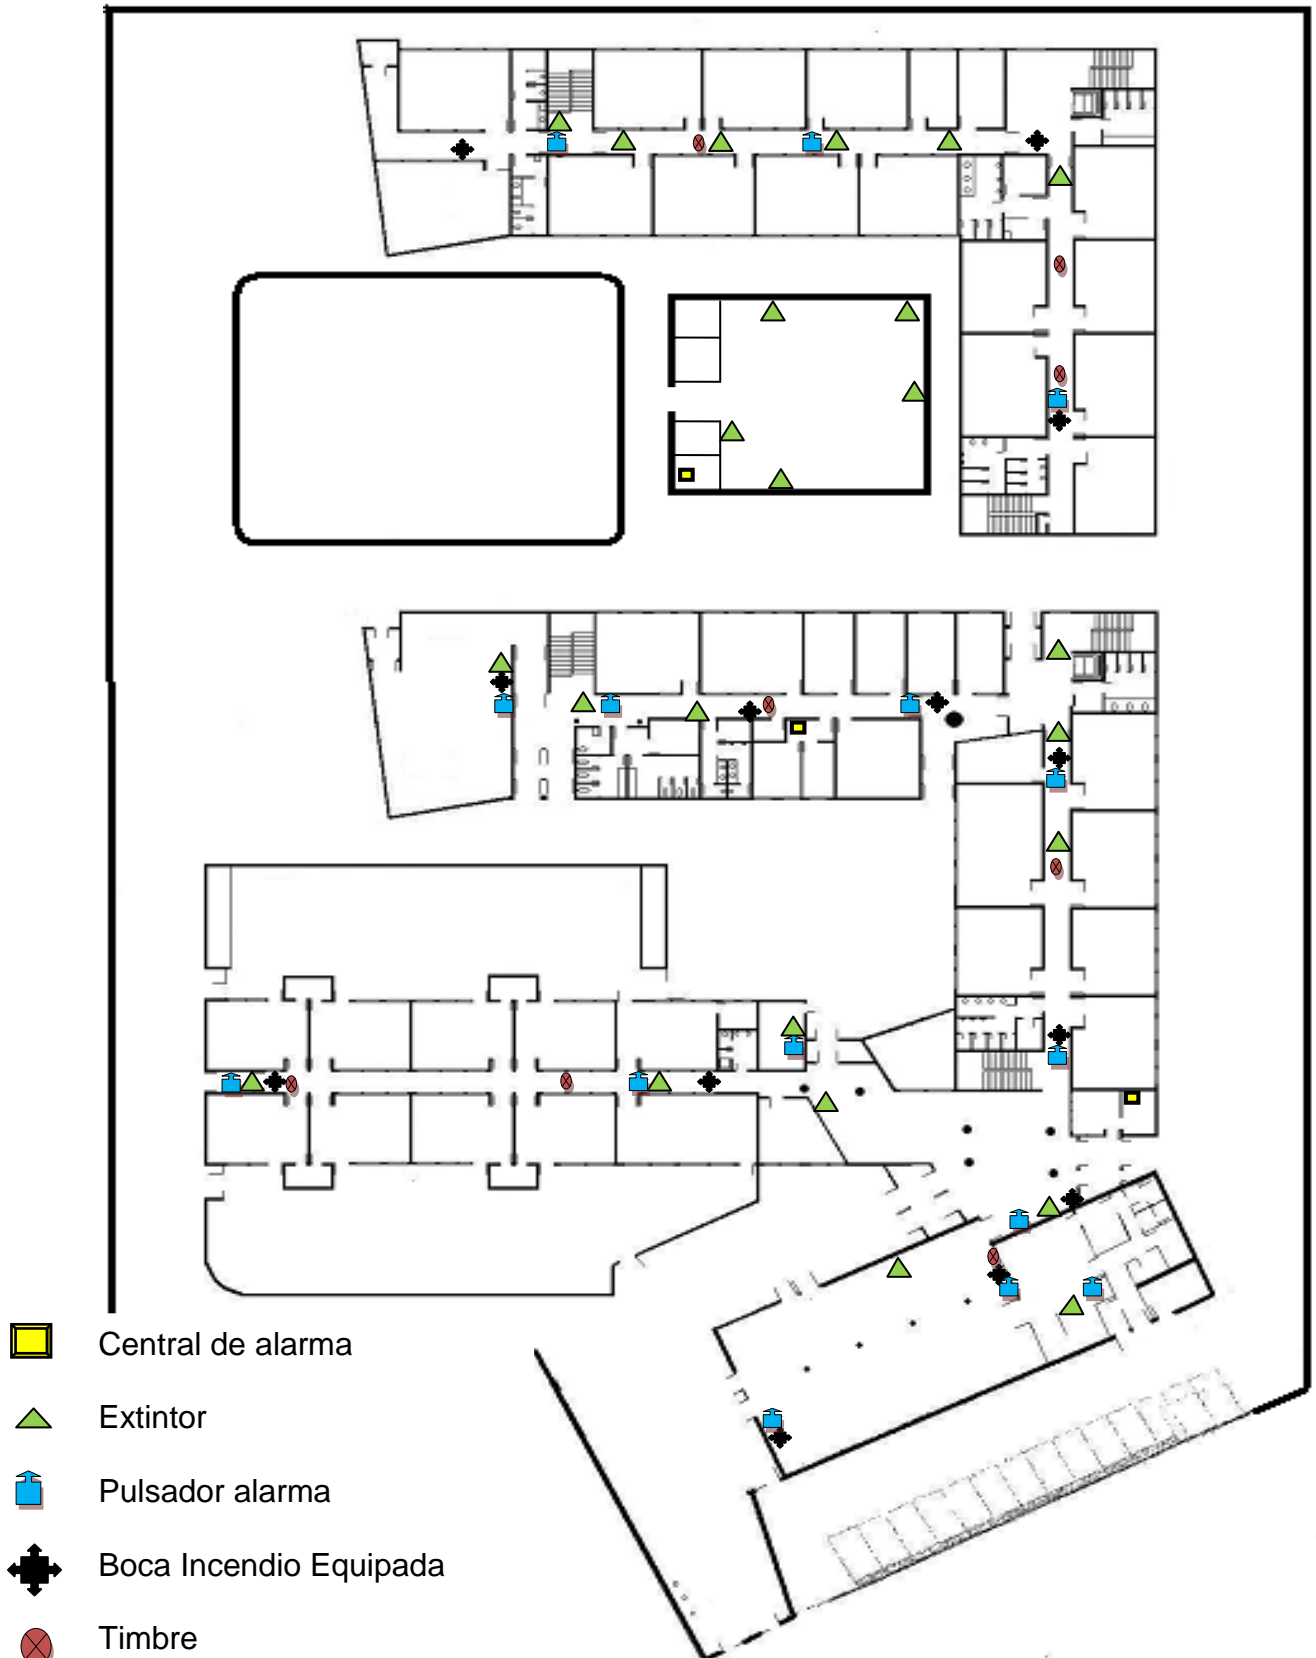 Central de alarma
Extintor
Pulsador alarma
Boca Incendio Equipada
Timbre